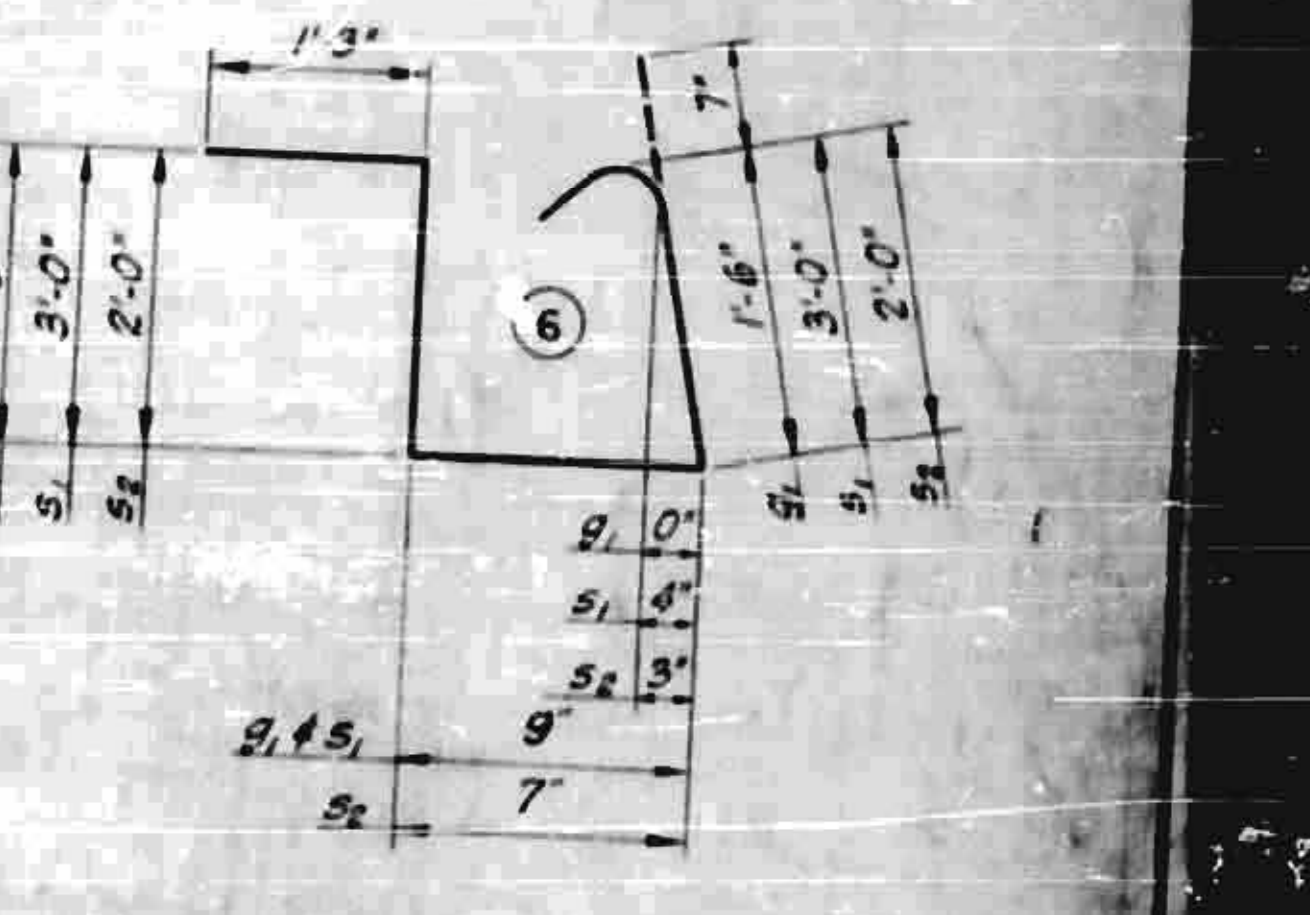 1'-3"
7"
3'-0"
2'-0"
6
1'-6"
3'-0"
2'-0"
s₁
s₂
g₁
s₁
s₂
g₁ 0"
s₁ 4"
s₂ 3"
9"
g₁ & s₁
7"
s₂